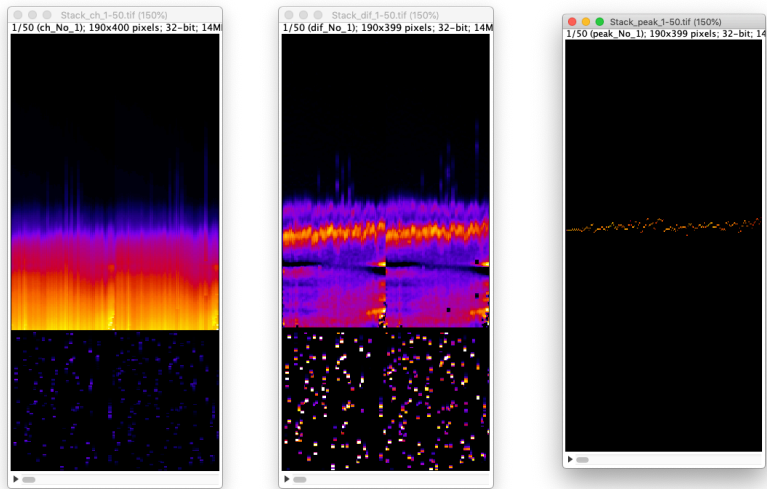 Stack_ch_1-50.tif (150%)
1/50 (ch_No_1); 190x400 pixels; 32-bit; 14M
Stack_dif_1-50.tif (150%)
1/50 (dif_No_1); 190x399 pixels; 32-bit; 14M
Stack_peak_1-50.tif (150%)
1/50 (peak_No_1); 190x399 pixels; 32-bit; 14